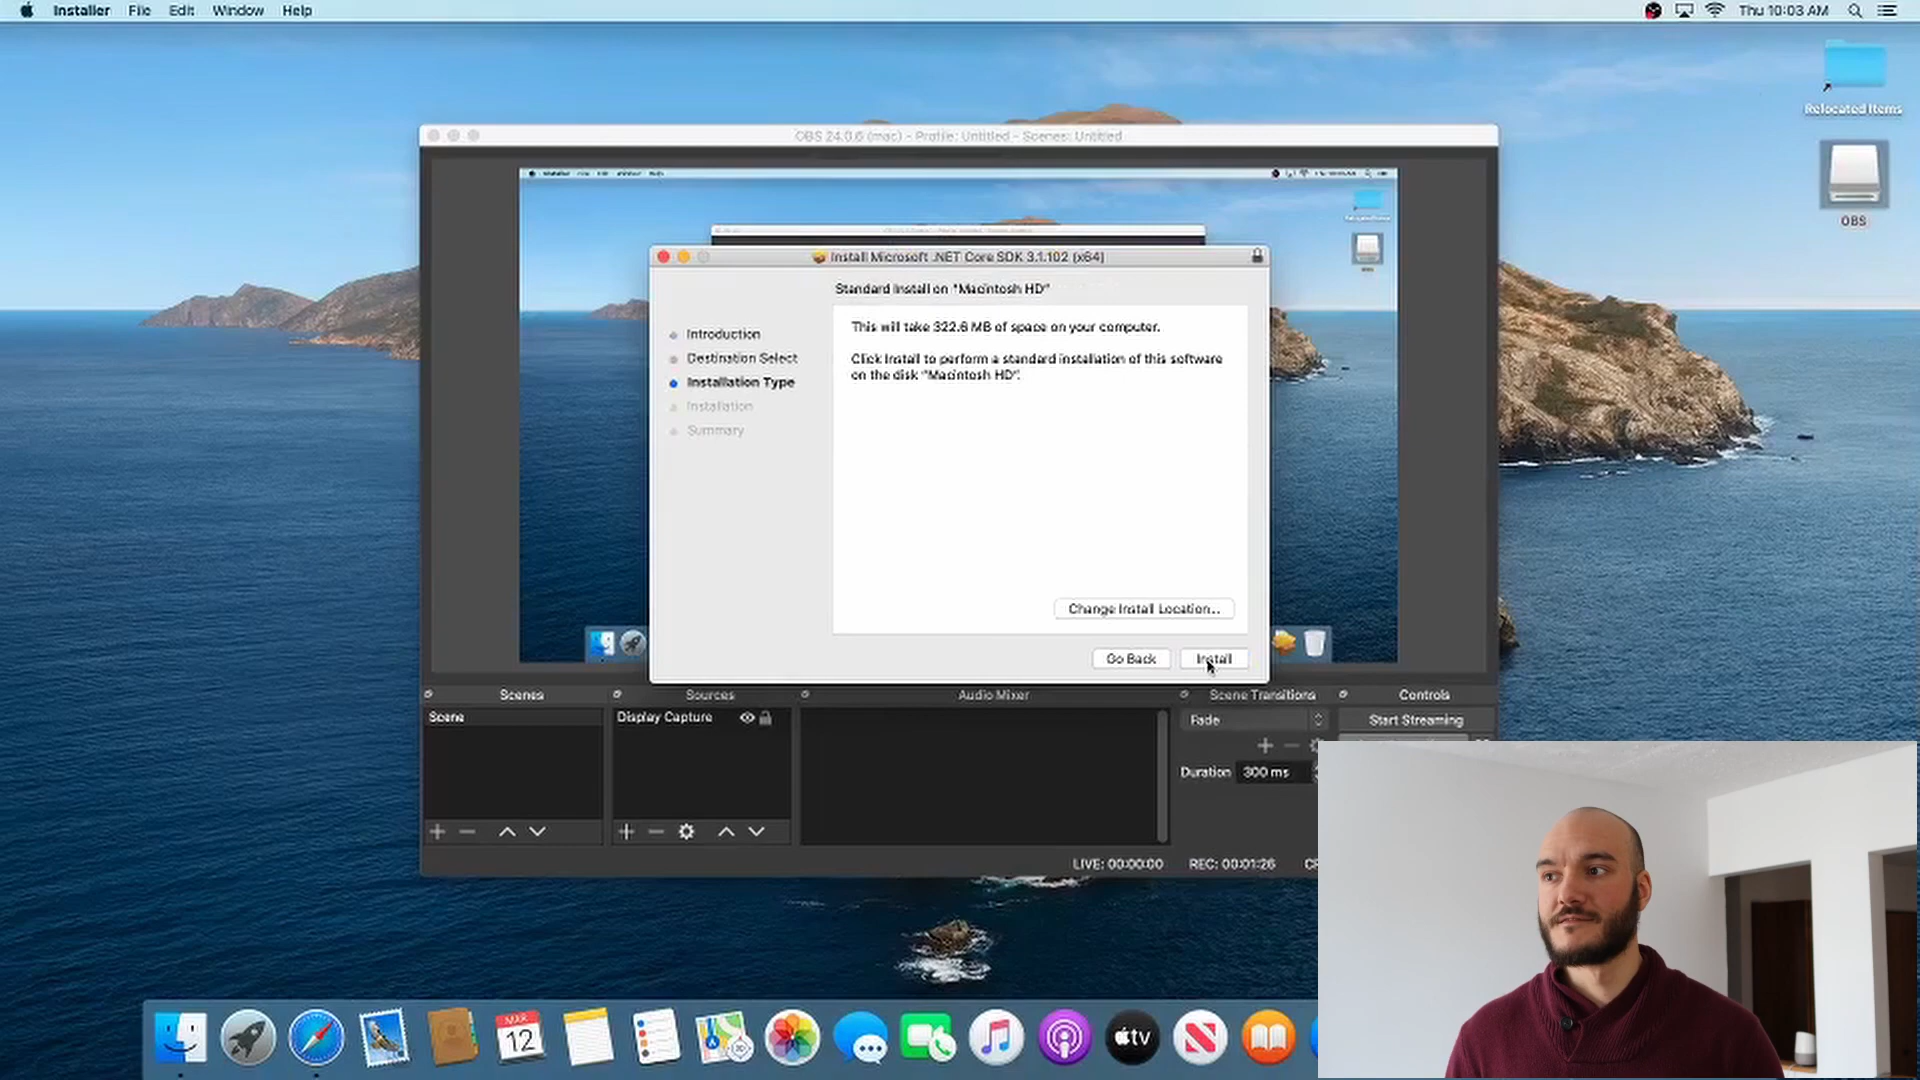 Installer File Edit Window Help
Thu 10:03 AM
Relocated Items
OBS
OBS 24.0.6 (mac) - Profile: Untitled - Scenes: Untitled
Install Microsoft .NET Core SDK 3.1.102 (x64)
Standard Install on "Macintosh HD"
Introduction
Destination Select
Installation Type
Installation
Summary
This will take 322.6 MB of space on your computer.
Click Install to perform a standard installation of this software
on the disk "Macintosh HD".
Change Install Location...
Go Back
Install
Scenes
Sources
Audio Mixer
Scene Transitions
Controls
Scene
Display Capture
Fade
Start Streaming
Duration
300 ms
LIVE: 00:00:00
REC: 00:01:26
MAR
12
tv